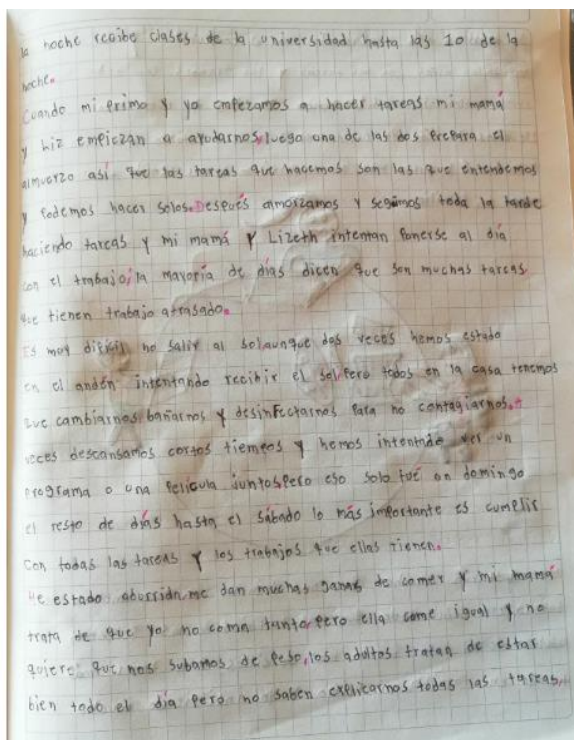 la noche recibe clases de la universidad hasta las 10 de la
noche.
Cuando mi primo y yo empezamos a hacer tareas mi mamá
y Liz empiezan a ayudarnos, luego una de las dos prepara el
almuerzo así que las tareas que hacemos son las que entendemos
y podemos hacer solos. Después almorzamos y seguimos toda la tarde
haciendo tareas y mi mamá y Lizeth intentan ponerse al día
con el trabajo, la mayoría de días dicen que son muchas tareas.
que tienen trabajo atrasado.
Es muy dificil no salir al sol, aunque dos veces hemos estado
en el andén intentando recibir el sol, Pero todos en la casa tenemos
que cambiarnos, bañarnos y desinfectarnos Para no contagiarnos. A
veces descansamos cortos tiempos y hemos intentado ver un
programa o una película juntos, pero eso solo fué un domingo
el resto de días hasta el sábado lo más importante es cumplir
con todas las tareas y los trabajos que ellas tienen.
He estado aburrido, me dan muchas ganas de comer y mi mamá
trata de que yo no coma tanto, pero ella come igual y no
quiere que nos subamos de peso, los adultos tratan de estar
bien todo el día pero no saben explicarnos todas las tareas,